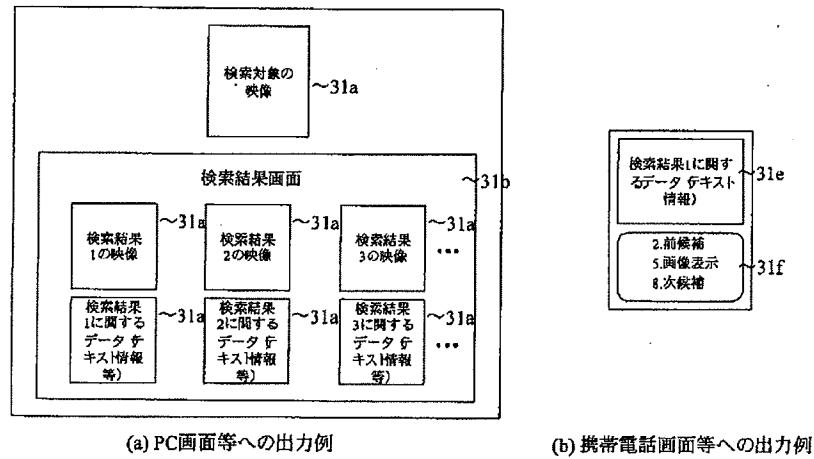 検索対象の
映像
31a
検索結果画面
31b
検索結果
1の映像
31a
検索結果
2の映像
31a
検索結果
3の映像
31a
…
検索結果
1に関する
データ(テ
キスト情報
等)
31a
検索結果
2に関する
データ(テ
キスト情報
等)
31a
検索結果
3に関する
データ(テ
キスト情報
等)
31a
…
(a) PC画面等への出力例
検索結果1に関す
るデータ(テキスト
情報)
31e
2.前候補
5.画像表示
8.次候補
31f
(b) 携帯電話画面等への出力例